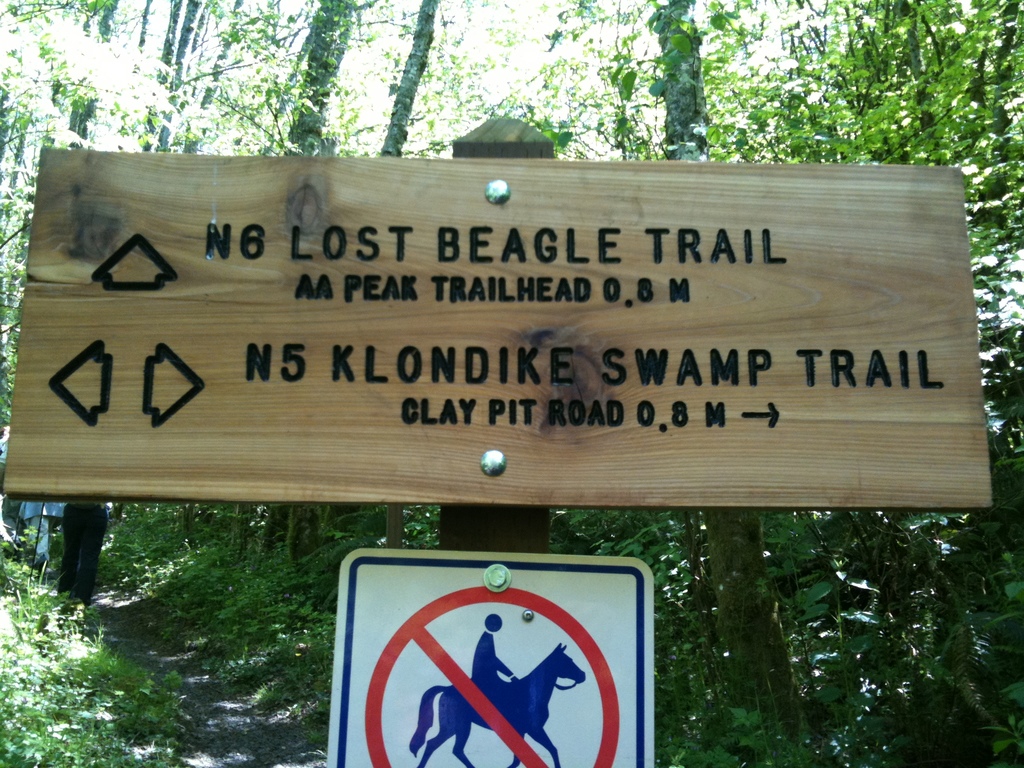 N6 LOST BEAGLE TRAIL
AA PEAK TRAILHEAD 0.8 M
N5 KLONDIKE SWAMP TRAIL
CLAY PIT ROAD 0.8 M →